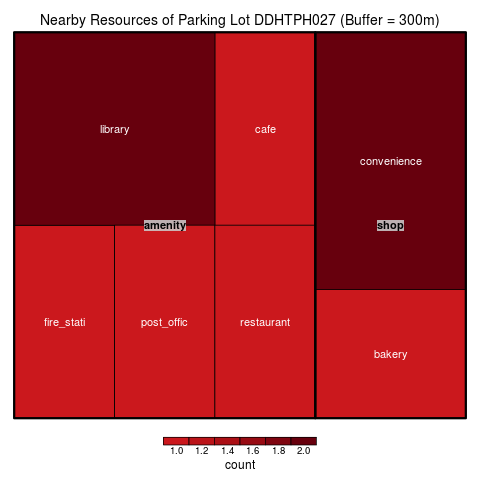 Nearby Resources of Parking Lot DDHTPH027 (Buffer = 300m)
library
cafe
convenience
amenity
shop
fire_stati
post_offic
restaurant
bakery
1.0 1.2 1.4 1.6 1.8 2.0
count